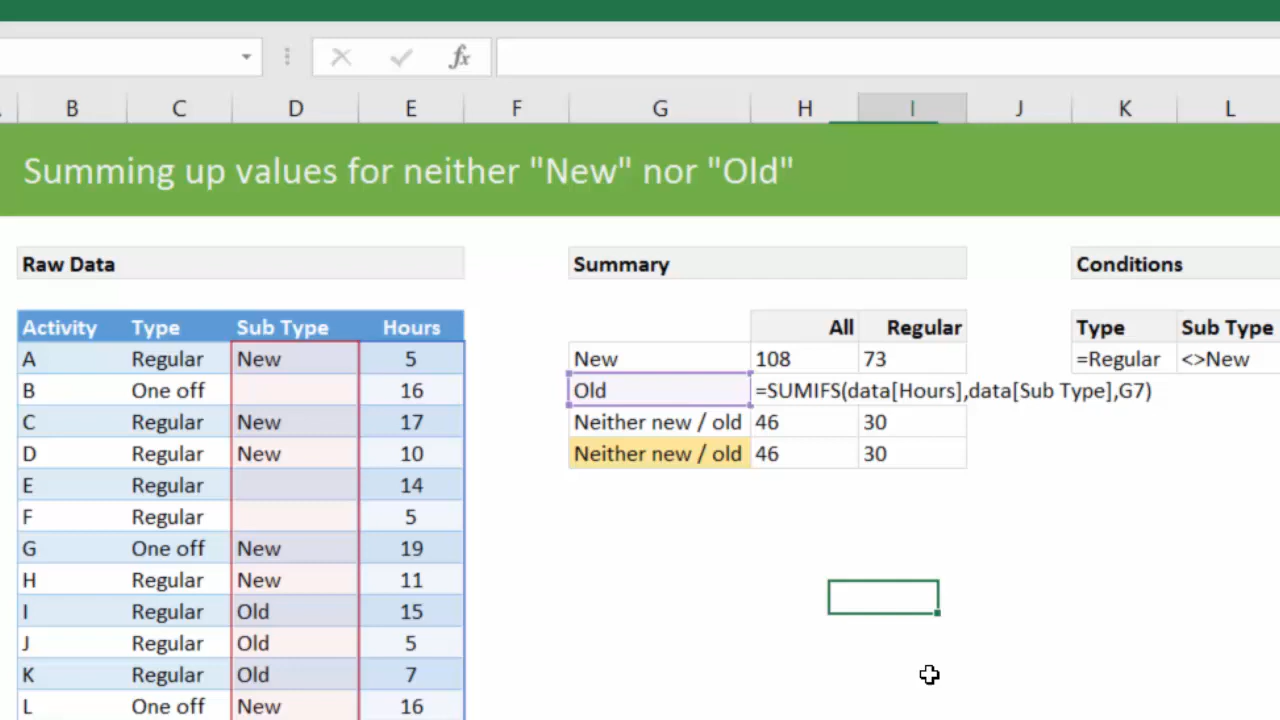 fx
B C D E F G H I J K L
Summing up values for neither "New" nor "Old"
Raw Data Summary Conditions
Activity Type Sub Type Hours All Regular Type Sub Type
A Regular New 5 New 108 73 =Regular <>New
B One off 16 Old =SUMIFS(data[Hours],data[Sub Type],G7)
C Regular New 17 Neither new / old 46 30
D Regular New 10 Neither new / old 46 30
E Regular 14
F Regular 5
G One off New 19
H Regular New 11
I Regular Old 15
J Regular Old 5
K Regular Old 7
L One off New 16